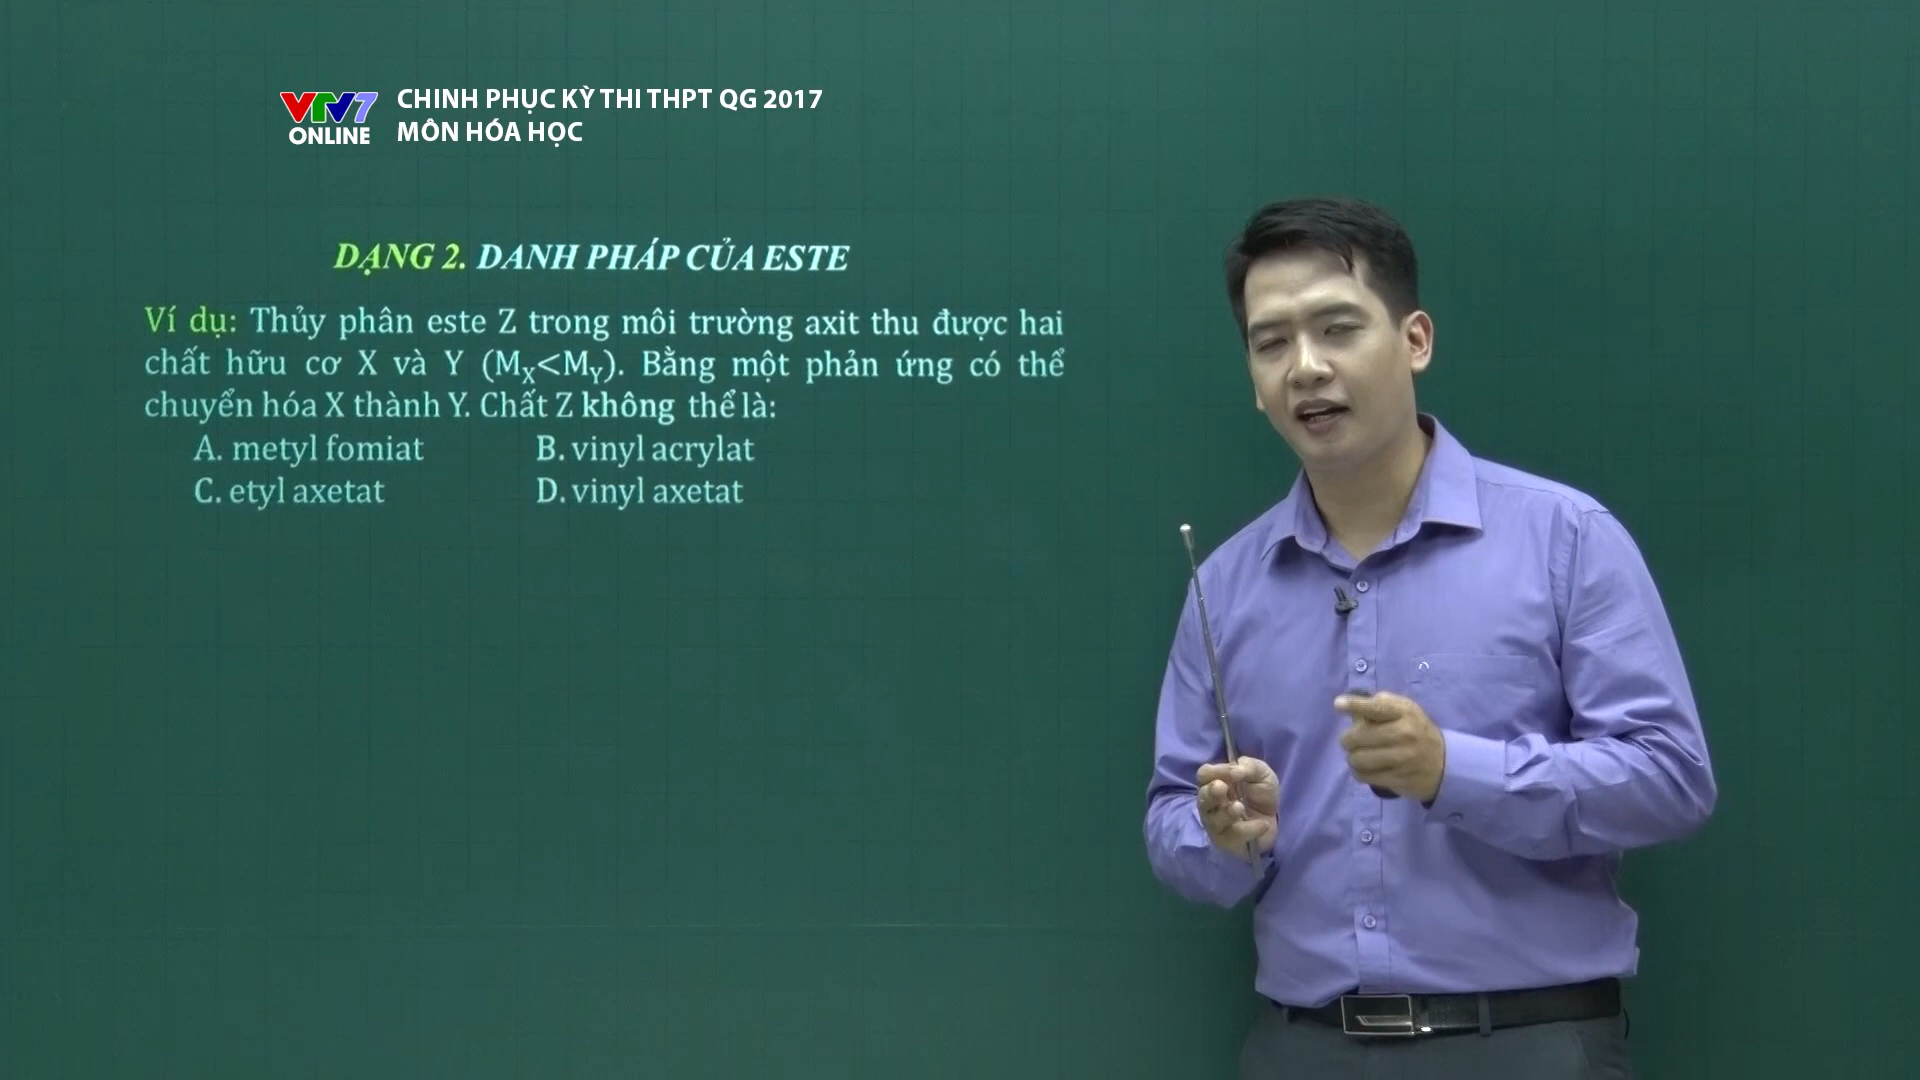 VTV7
ONLINE
CHINH PHỤC KỲ THI THPT QG 2017
MÔN HÓA HỌC
DẠNG 2. DANH PHÁP CỦA ESTE
Ví dụ: Thủy phân este Z trong môi trường axit thu được hai
chất hữu cơ X và Y (MX<MY). Bằng một phản ứng có thể
chuyển hóa X thành Y. Chất Z không thể là:
A. metyl fomiat B. vinyl acrylat
C. etyl axetat D. vinyl axetat